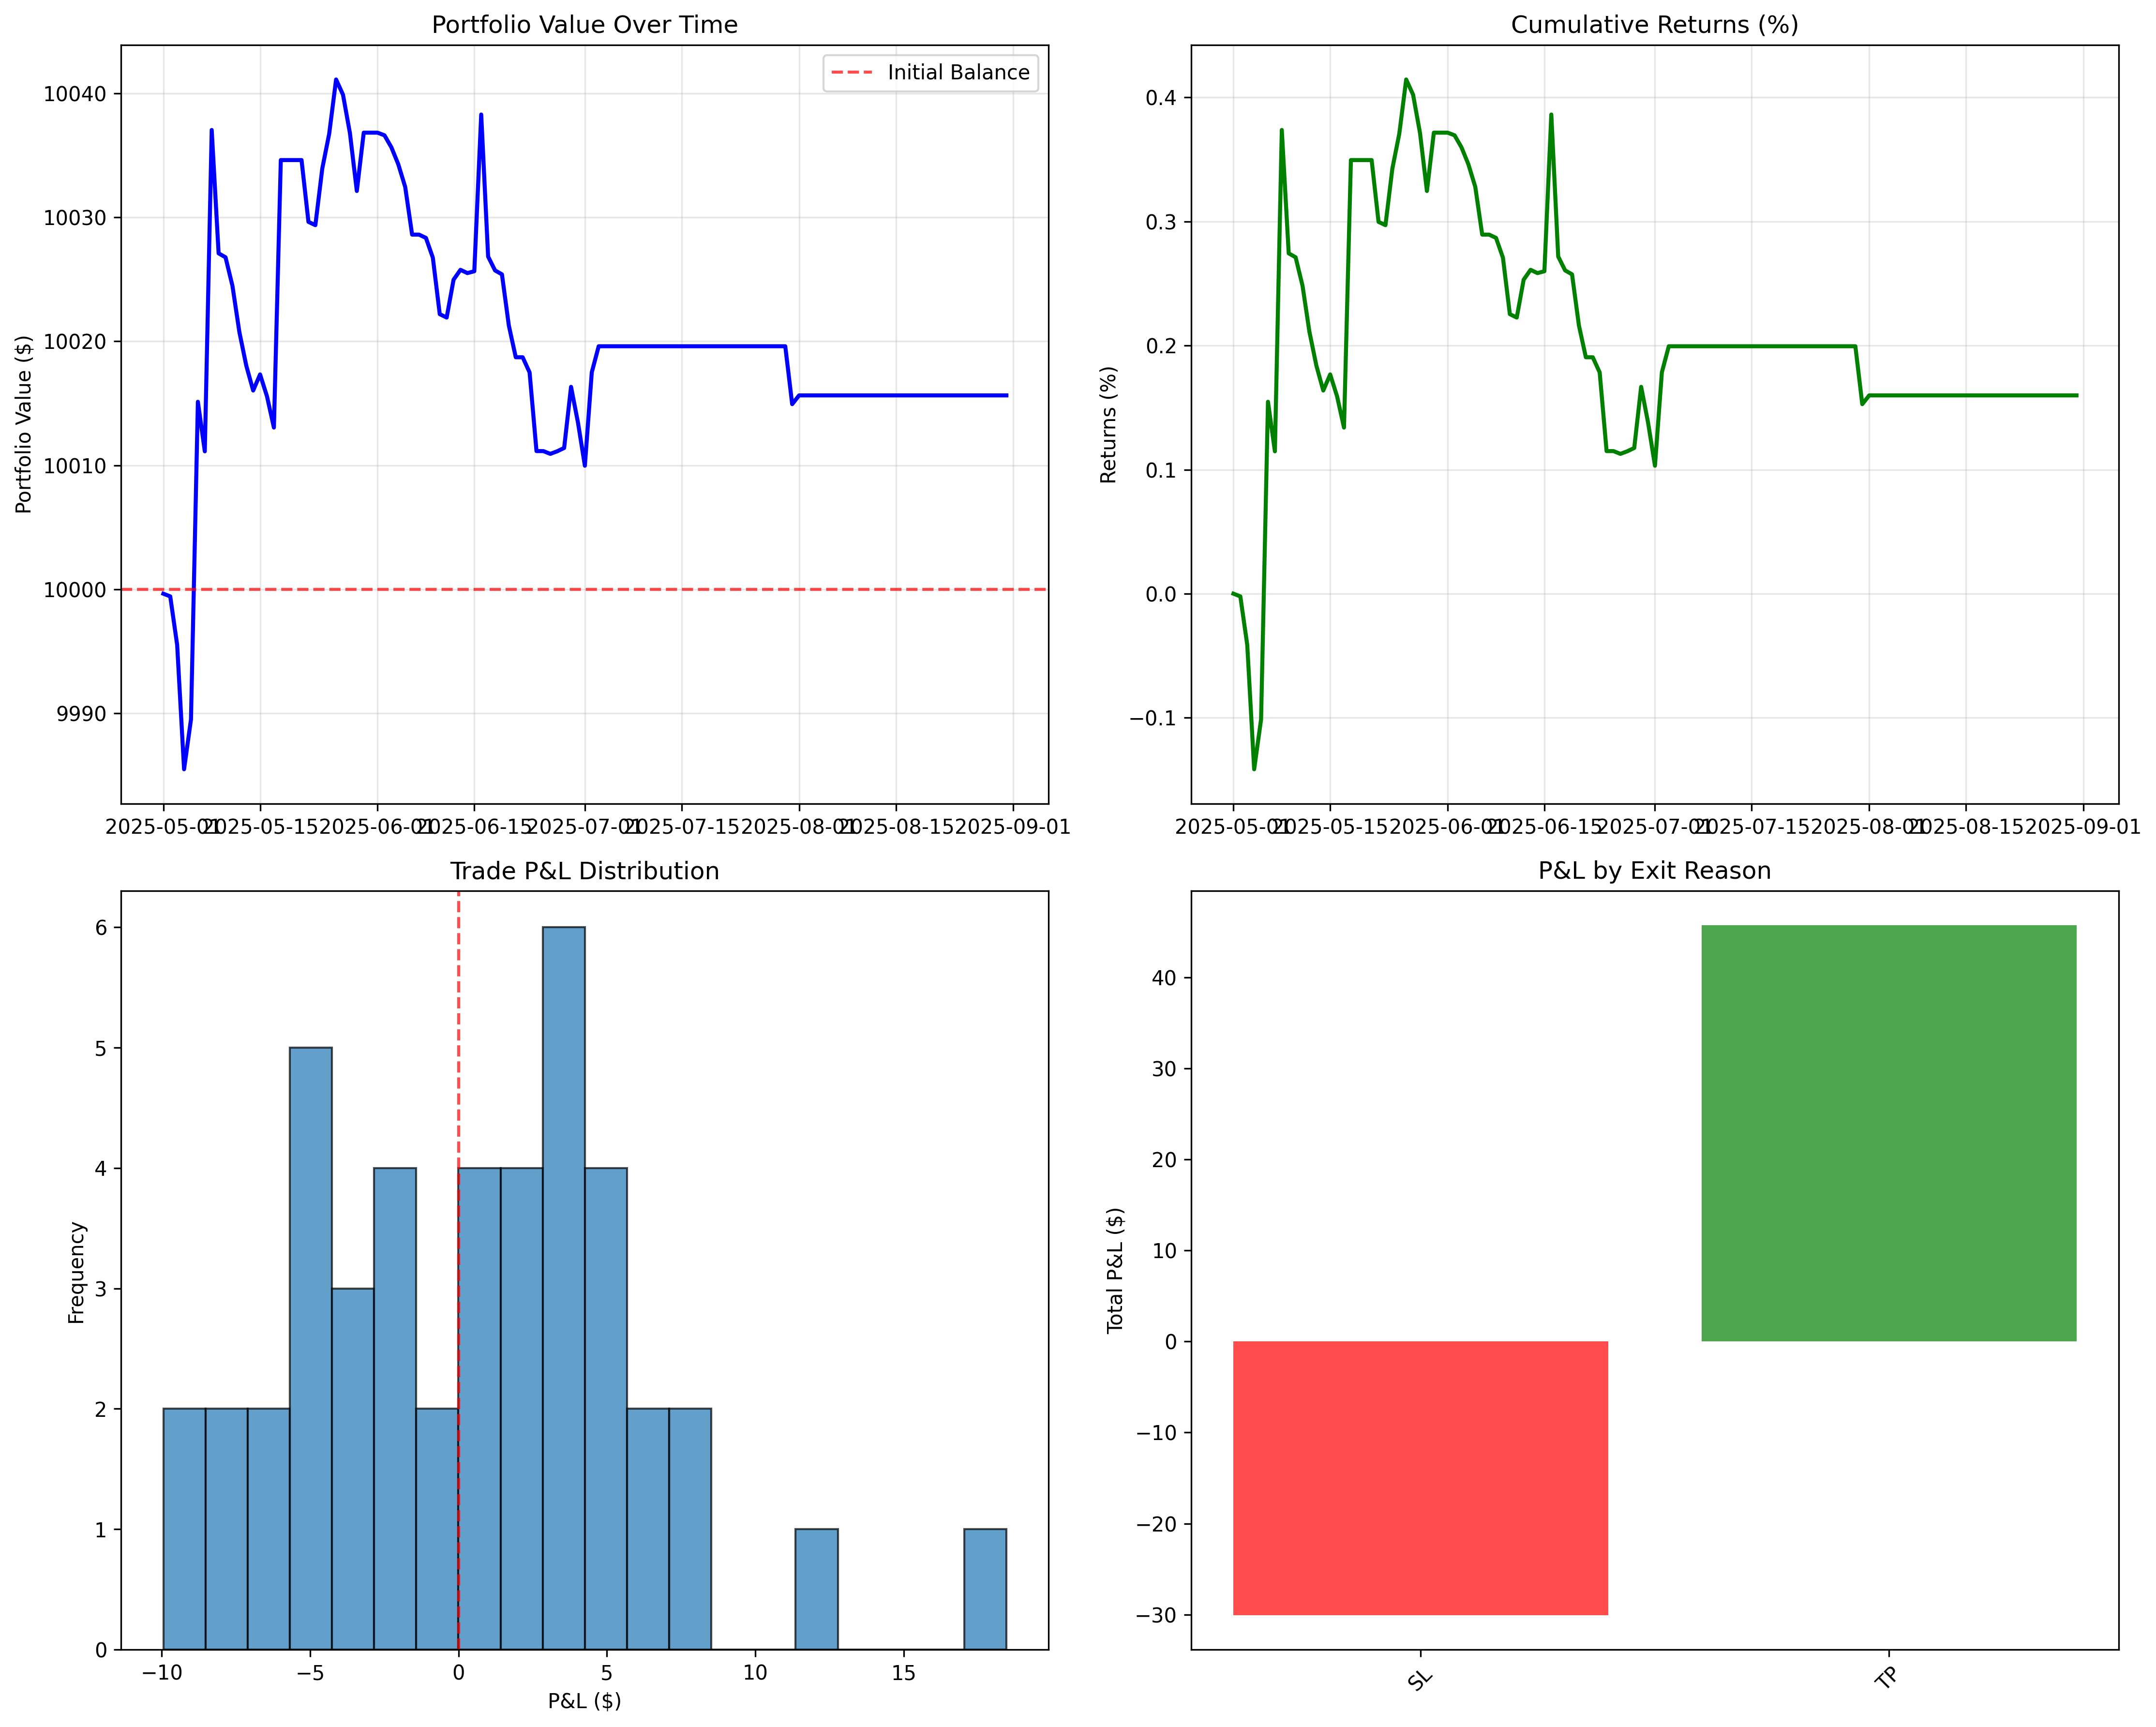 Portfolio Value Over Time
Initial Balance
Portfolio Value ($)
10040
10030
10020
10010
10000
9990
2025-05-01 2025-05-15 2025-06-01 2025-06-15 2025-07-01 2025-07-15 2025-08-01 2025-08-15 2025-09-01
Cumulative Returns (%)
Returns (%)
0.4
0.3
0.2
0.1
0.0
−0.1
2025-05-01 2025-05-15 2025-06-01 2025-06-15 2025-07-01 2025-07-15 2025-08-01 2025-08-15 2025-09-01
Trade P&L Distribution
Frequency
6
5
4
3
2
1
0
−10 −5 0 5 10 15
P&L ($)
P&L by Exit Reason
Total P&L ($)
40
30
20
10
0
−10
−20
−30
SL TP